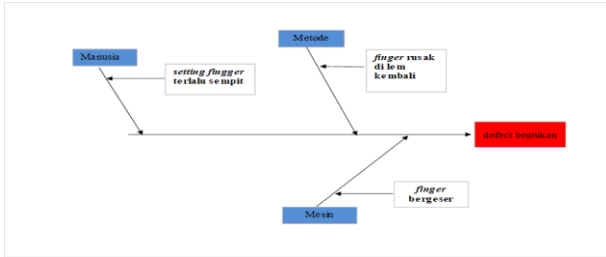 Manusia
setting fingger
terlalu sempit
Metode
finger rusak
di lem
kembali
defect bentukan
finger
bergeser
Mesin